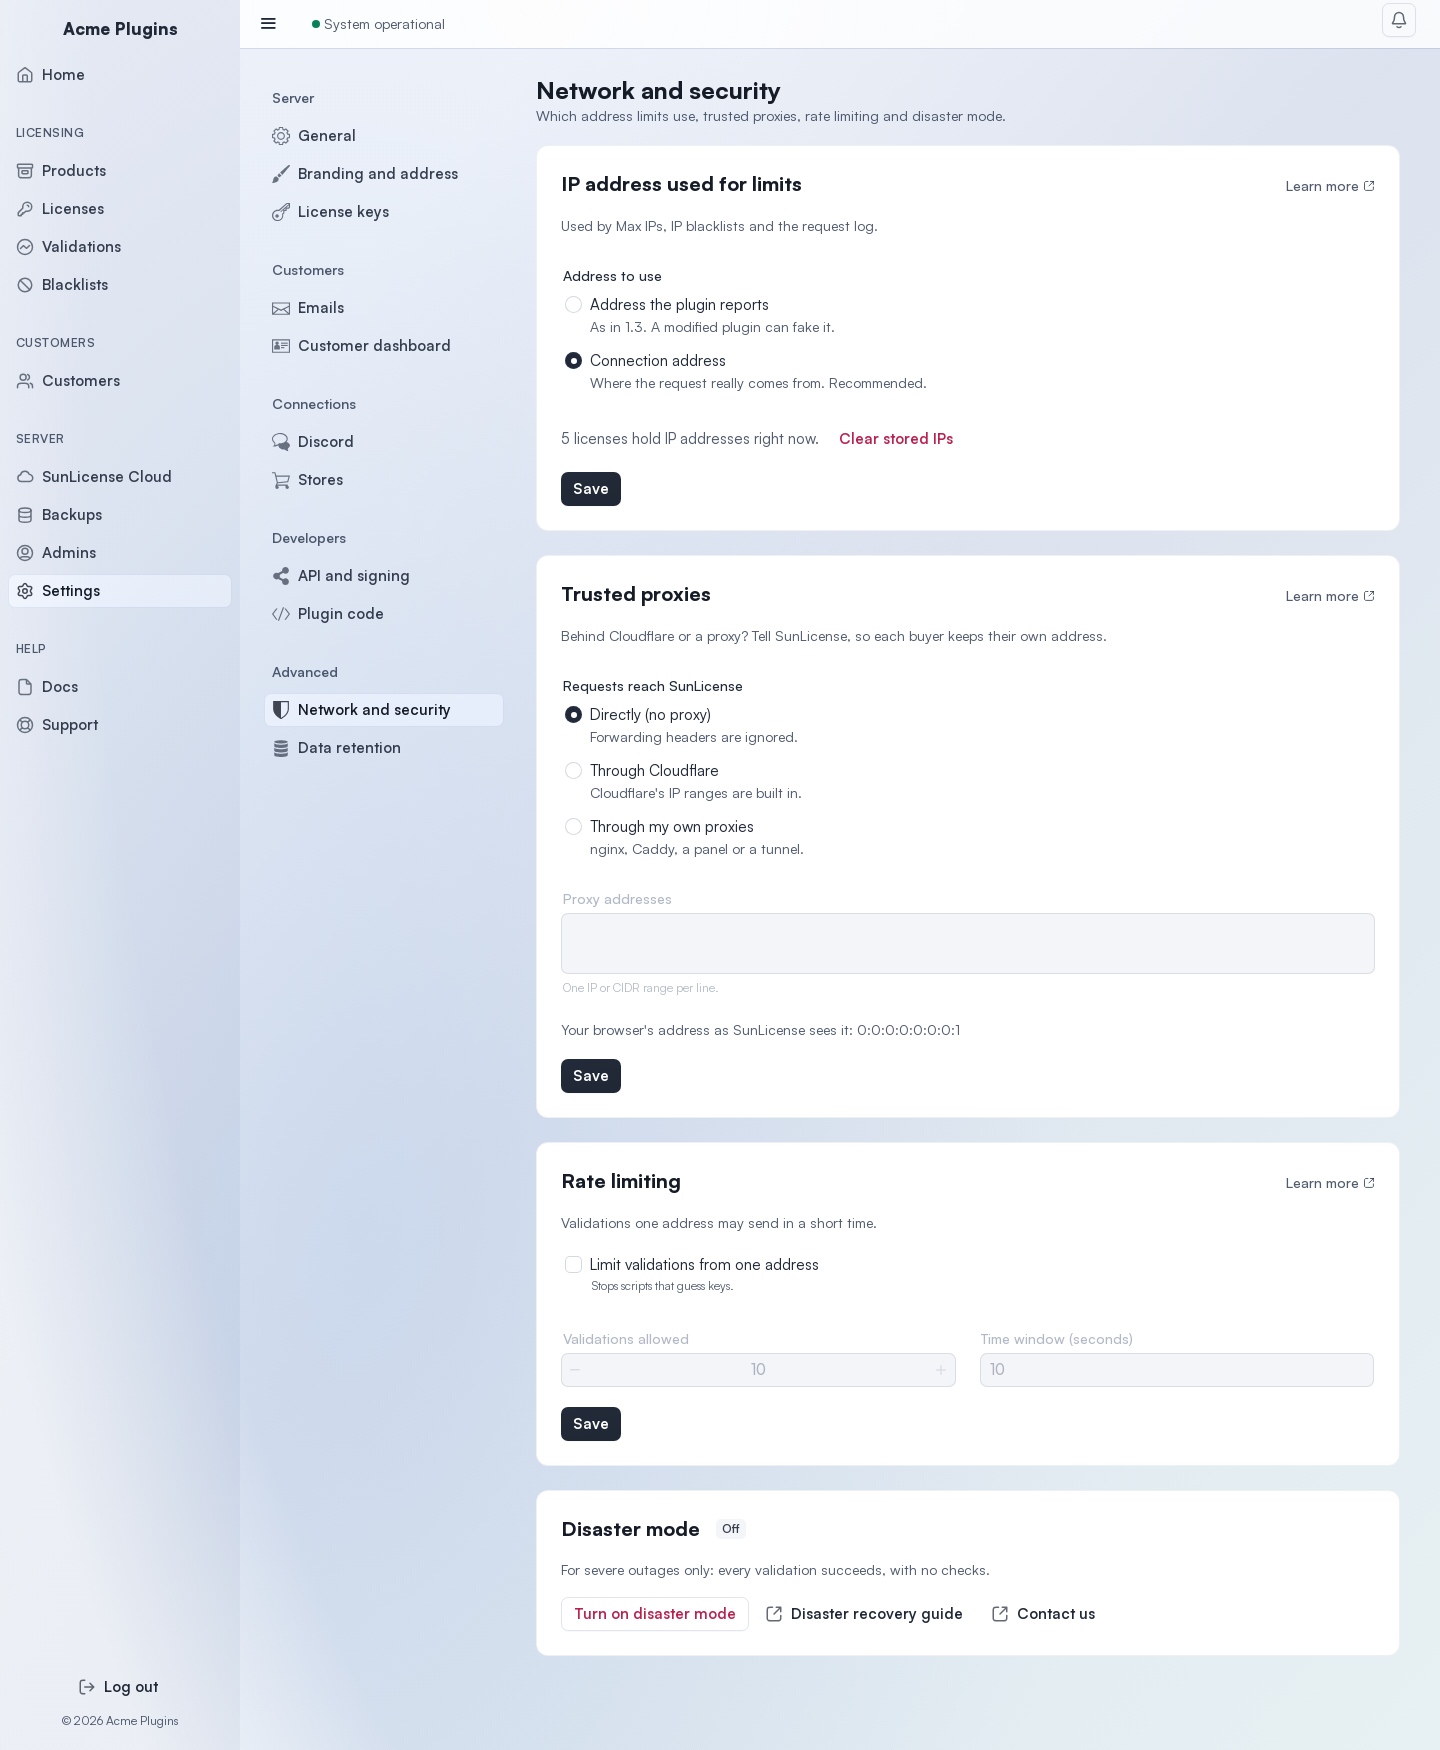 Acme Plugins
Home
LICENSING
Products
Licenses
Validations
Blacklists
CUSTOMERS
Customers
SERVER
SunLicense Cloud
Backups
Admins
Settings
HELP
Docs
Support
Log out
© 2026 Acme Plugins
System operational
Server
General
Branding and address
License keys
Customers
Emails
Customer dashboard
Connections
Discord
Stores
Developers
API and signing
Plugin code
Advanced
Network and security
Data retention
Network and security
Which address limits use, trusted proxies, rate limiting and disaster mode.
IP address used for limits
Learn more
Used by Max IPs, IP blacklists and the request log.
Address to use
Address the plugin reports
As in 1.3. A modified plugin can fake it.
Connection address
Where the request really comes from. Recommended.
5 licenses hold IP addresses right now. Clear stored IPs
Save
Trusted proxies
Learn more
Behind Cloudflare or a proxy? Tell SunLicense, so each buyer keeps their own address.
Requests reach SunLicense
Directly (no proxy)
Forwarding headers are ignored.
Through Cloudflare
Cloudflare's IP ranges are built in.
Through my own proxies
nginx, Caddy, a panel or a tunnel.
Proxy addresses
One IP or CIDR range per line.
Your browser's address as SunLicense sees it: 0:0:0:0:0:0:0:1
Save
Rate limiting
Learn more
Validations one address may send in a short time.
Limit validations from one address
Stops scripts that guess keys.
Validations allowed
10
Time window (seconds)
10
Save
Disaster mode Off
For severe outages only: every validation succeeds, with no checks.
Turn on disaster mode Disaster recovery guide Contact us